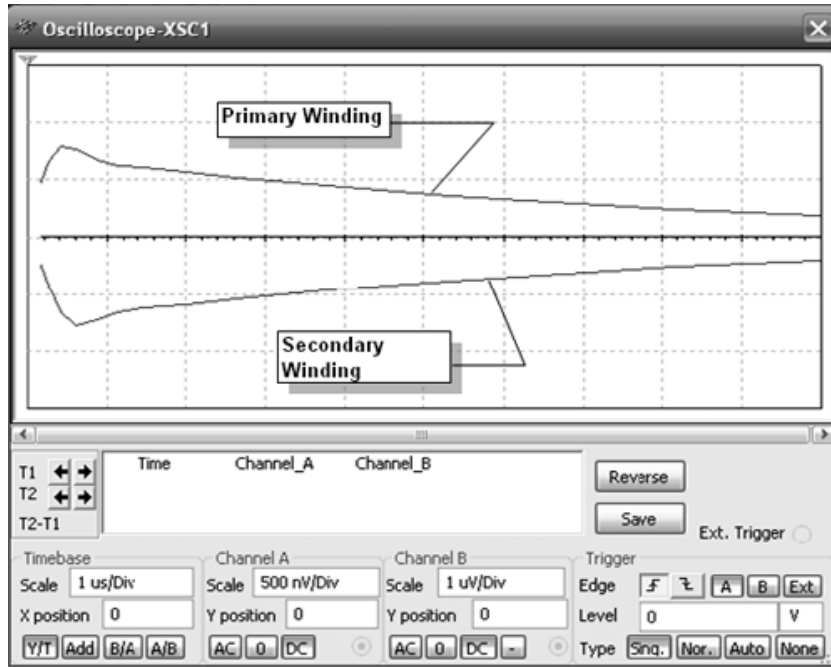 Oscilloscope-XSC1
Primary Winding
Secondary
Winding
T1
T2
T2-T1
Time Channel_A Channel_B
Reverse
Save
Ext. Trigger
Timebase
Scale 1 us/Div
X position 0
Y/T Add B/A A/B
Channel A
Scale 500 nV/Div
Y position 0
AC 0 DC
Channel B
Scale 1 uV/Div
Y position 0
AC 0 DC -
Trigger
Edge A B Ext
Level 0 V
Type Sing. Nor. Auto None